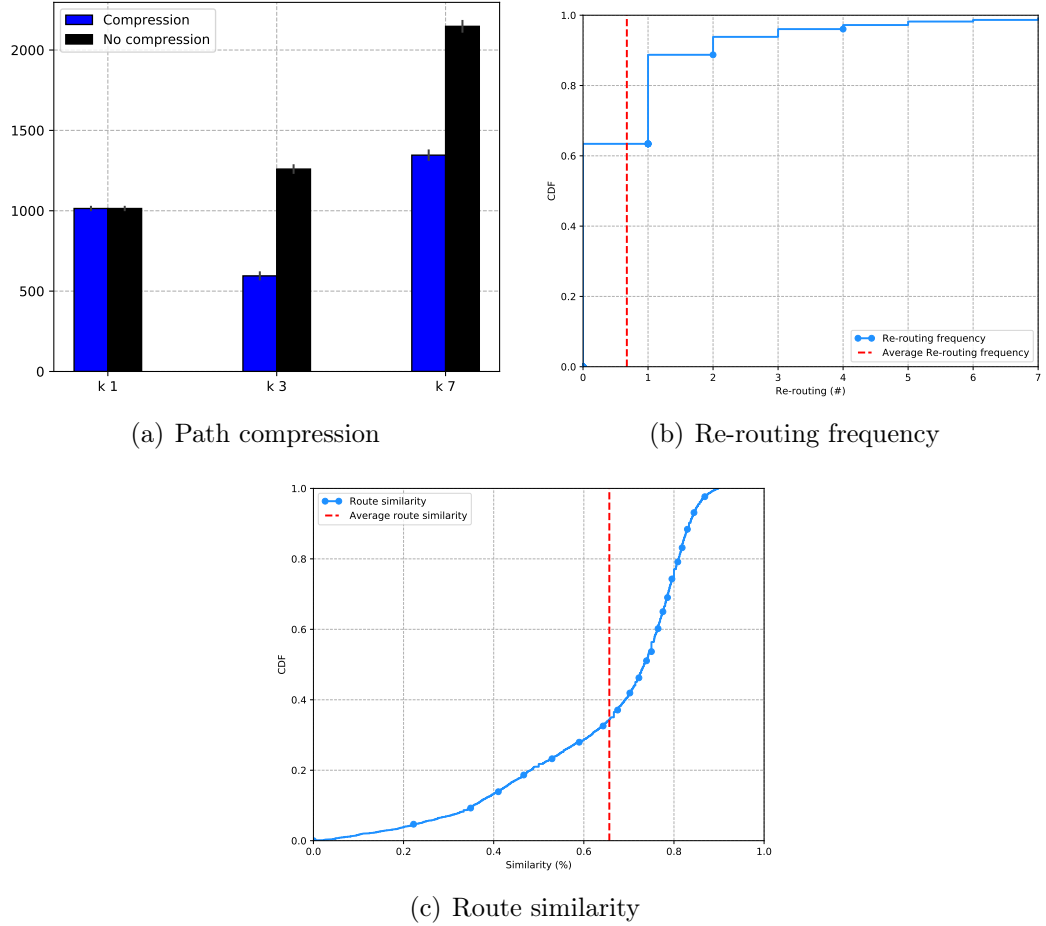 Compression
No compression
2000
1500
1000
500
0
k 1
k 3
k 7
(a) Path compression
1.0
0.8
0.6
0.4
0.2
0.0
CDF
Re-routing frequency
Average Re-routing frequency
0
1
2
3
4
5
6
7
Re-routing (#)
(b) Re-routing frequency
Route similarity
Average route similarity
1.0
0.8
0.6
0.4
0.2
0.0
CDF
0.0
0.2
0.4
0.6
0.8
1.0
Similarity (%)
(c) Route similarity